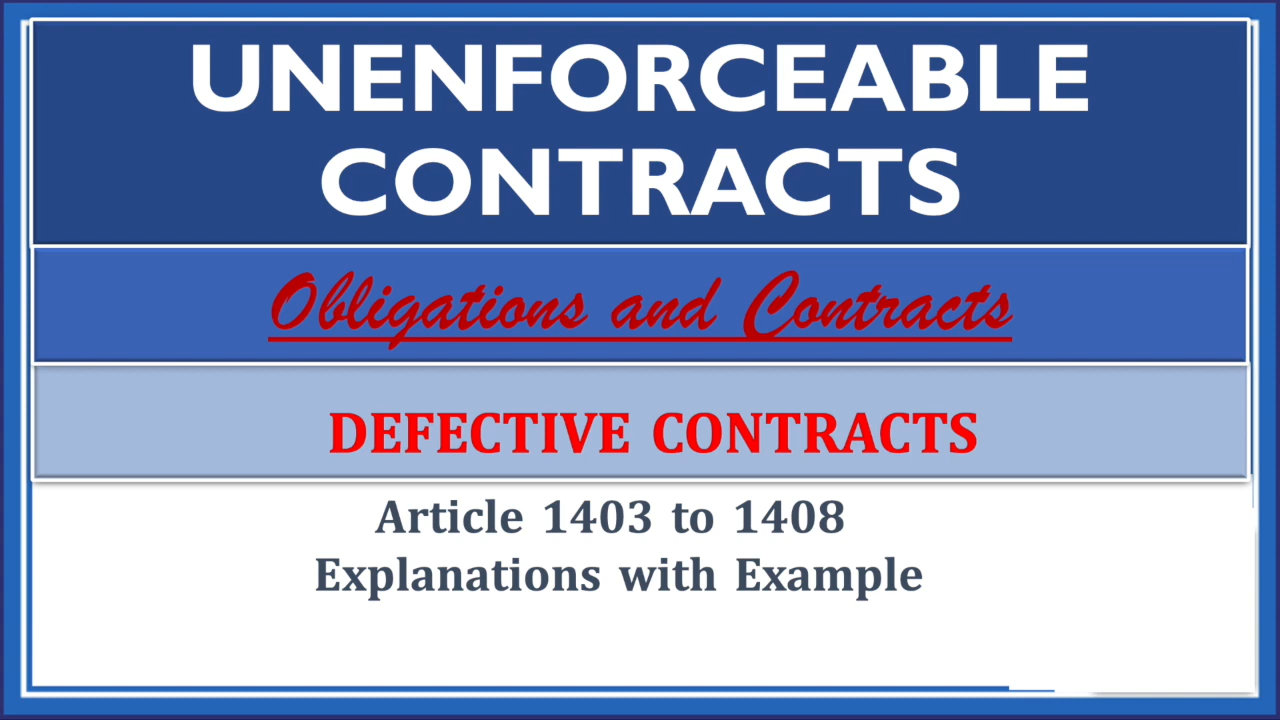 UNENFORCEABLE
CONTRACTS
Obligations and Contracts
DEFECTIVE CONTRACTS
Article 1403 to 1408
Explanations with Example